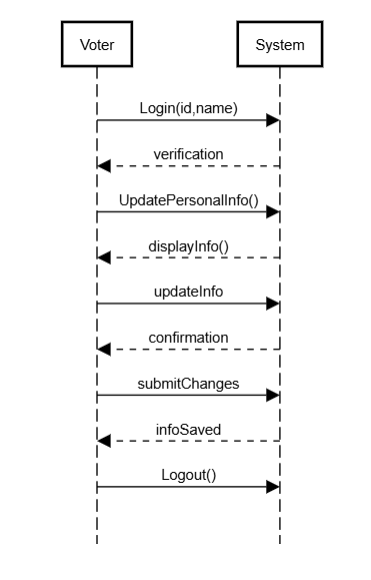 Voter
System
Login(id,name)
verification
UpdatePersonalInfo()
displayInfo()
updateInfo
confirmation
submitChanges
infoSaved
Logout()